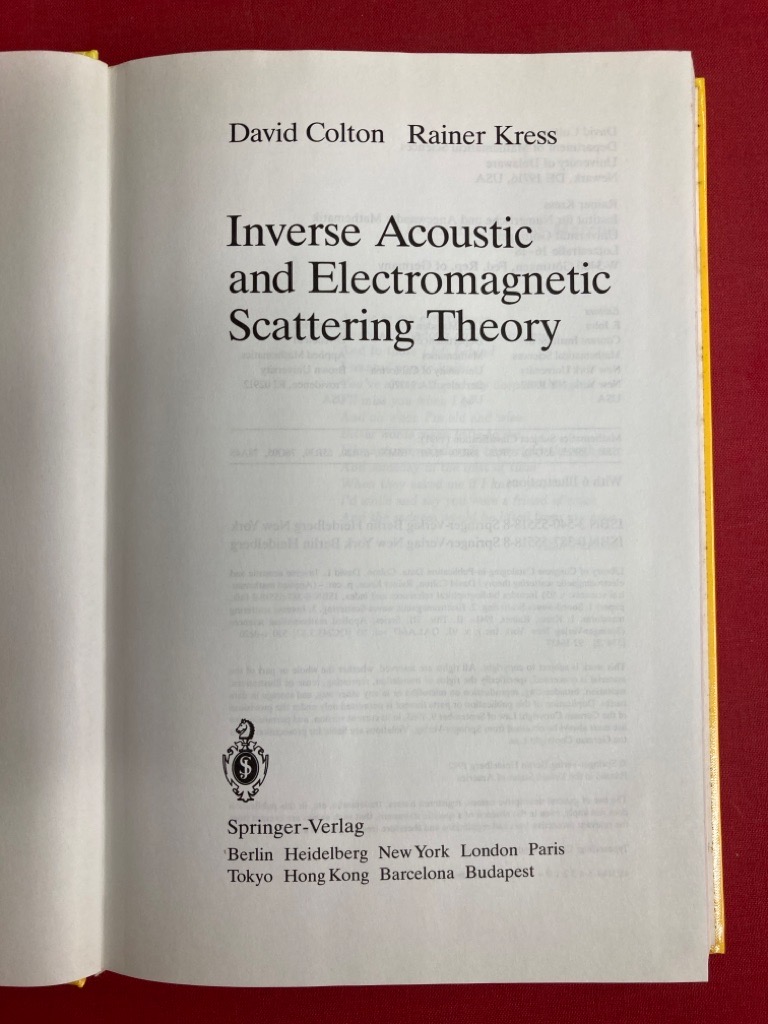 David Colton Rainer Kress
Inverse Acoustic
and Electromagnetic
Scattering Theory
Springer-Verlag
Berlin Heidelberg New York London Paris
Tokyo Hong Kong Barcelona Budapest